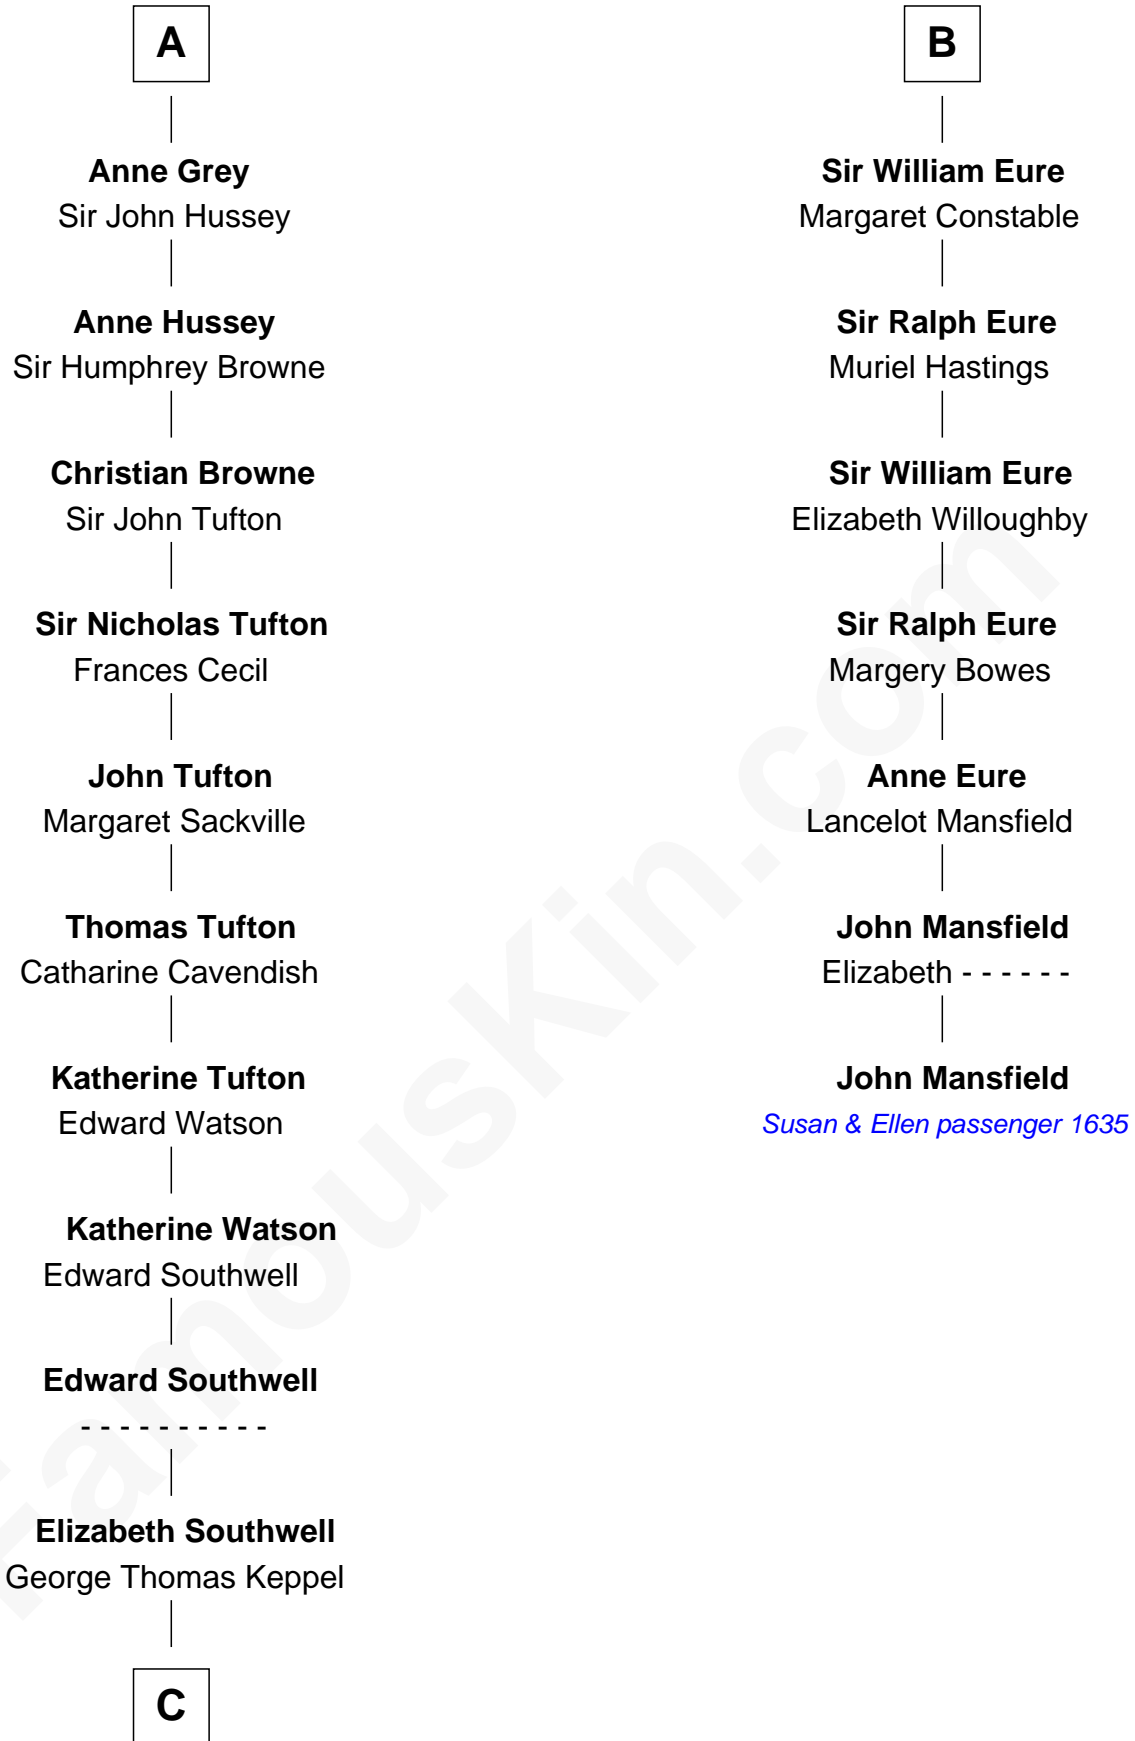 A
Anne Grey
Sir John Hussey
Anne Hussey
Sir Humphrey Browne
Christian Browne
Sir John Tufton
Sir Nicholas Tufton
Frances Cecil
John Tufton
Margaret Sackville
Thomas Tufton
Catharine Cavendish
Katherine Tufton
Edward Watson
Katherine Watson
Edward Southwell
Edward Southwell
- - - - - - - - - -
Elizabeth Southwell
George Thomas Keppel
C
B
Sir William Eure
Margaret Constable
Sir Ralph Eure
Muriel Hastings
Sir William Eure
Elizabeth Willoughby
Sir Ralph Eure
Margery Bowes
Anne Eure
Lancelot Mansfield
John Mansfield
Elizabeth - - - - - -
John Mansfield
Susan & Ellen passenger 1635
FamousKin.com